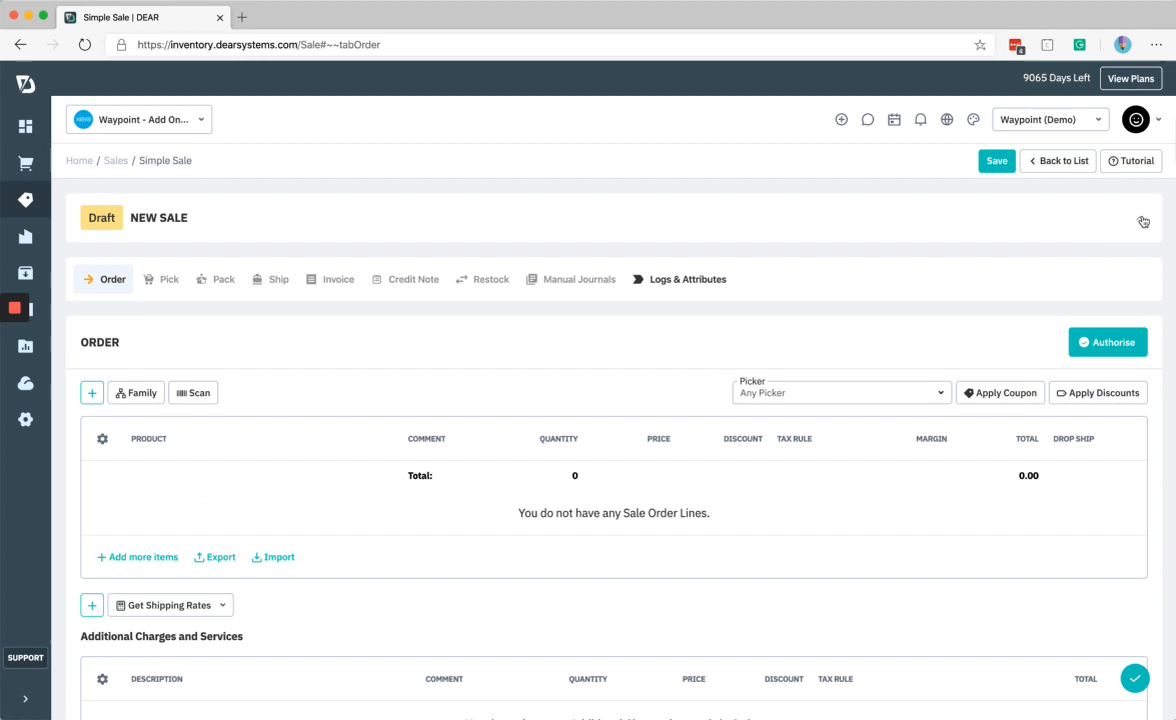 Simple Sale | DEAR
https://inventory.dearsystems.com/Sale#~~tabOrder
4
9065 Days Left
View Plans
xero
Waypoint - Add On...
Waypoint (Demo)
Home / Sales / Simple Sale
Save
Back to List
Tutorial
Draft
NEW SALE
Order
Pick
Pack
Ship
Invoice
Credit Note
Restock
Manual Journals
Logs & Attributes
ORDER
Authorise
Family
Scan
Picker
Any Picker
Apply Coupon
Apply Discounts
PRODUCT COMMENT QUANTITY PRICE DISCOUNT TAX RULE MARGIN TOTAL DROP SHIP
Total: 0 0.00
You do not have any Sale Order Lines.
+ Add more items
Export
Import
Get Shipping Rates
Additional Charges and Services
SUPPORT
DESCRIPTION COMMENT QUANTITY PRICE DISCOUNT TAX RULE TOTAL